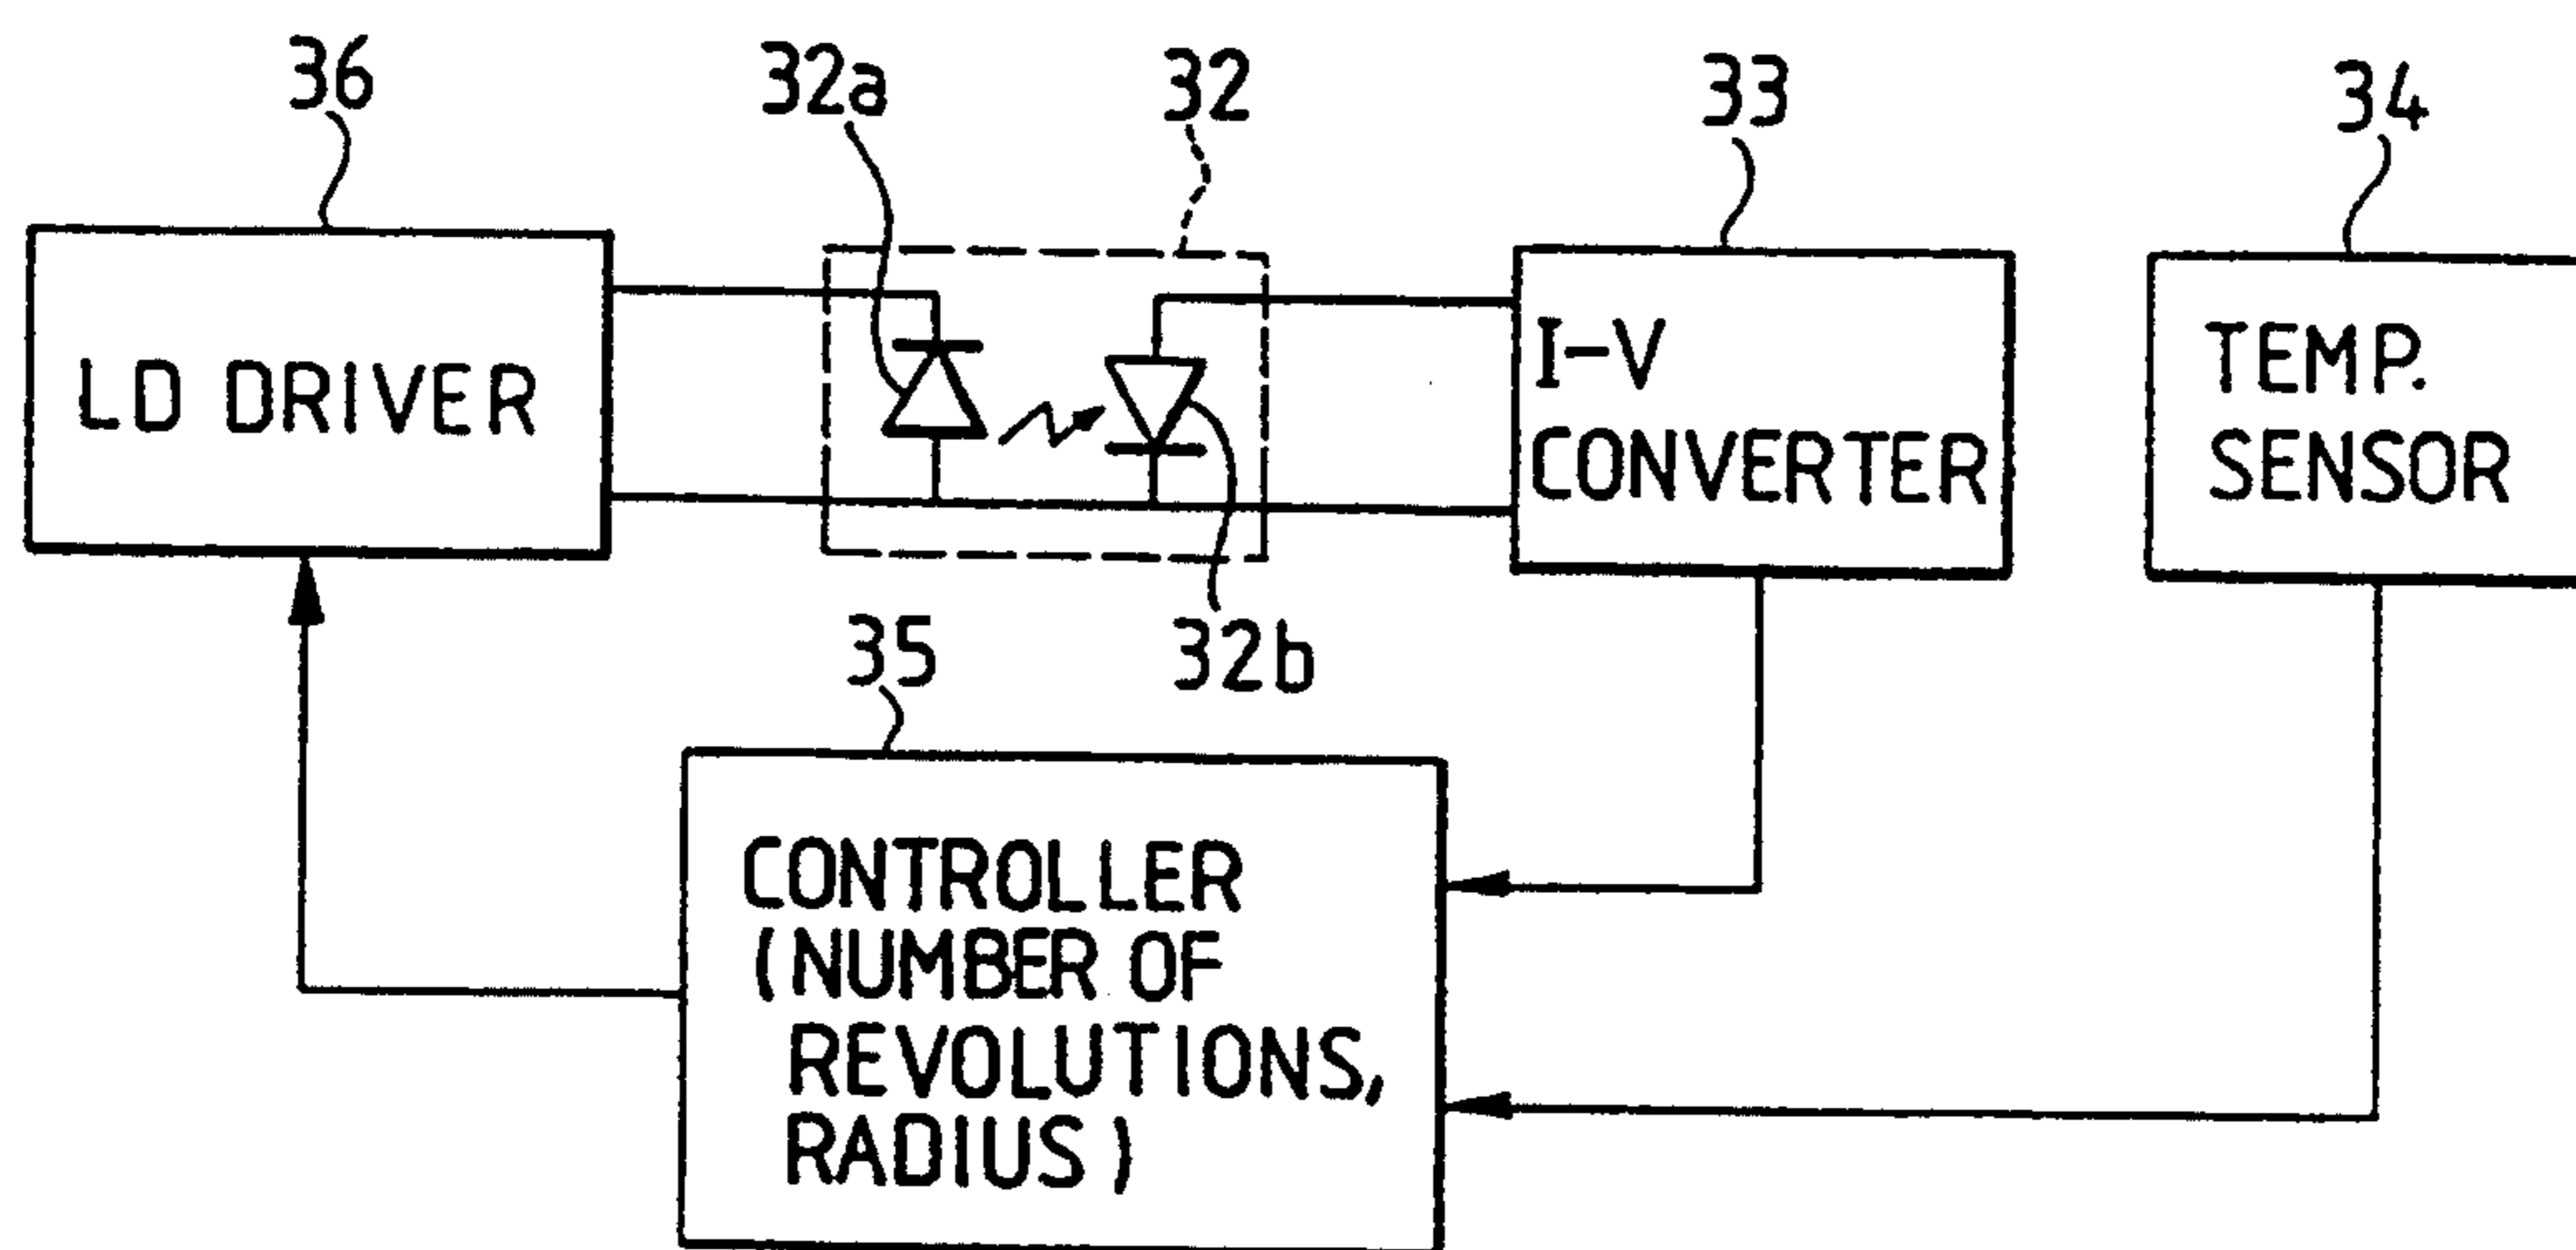 36
32a
32
33
34
LD DRIVER
I-V
CONVERTER
TEMP.
SENSOR
35
32b
CONTROLLER
(NUMBER OF
REVOLUTIONS,
RADIUS)